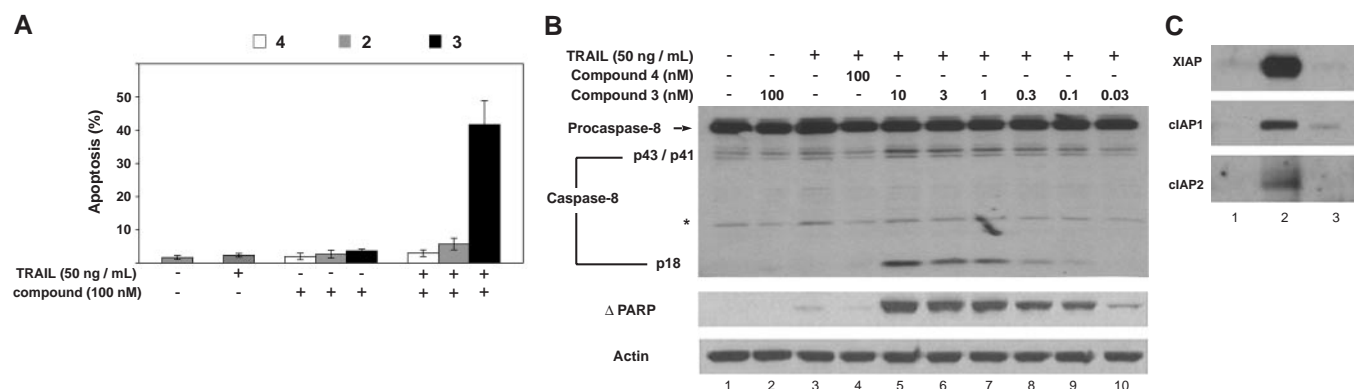 A
4 2 3
Apoptosis (%)
50
40
30
20
10
TRAIL (50 ng / mL) - + - - - + + +
compound (100 nM) - - + + + + + +
B
TRAIL (50 ng / mL) - - + + + + + + + +
Compound 4 (nM) - - - 100 - - - - - -
Compound 3 (nM) - 100 - - 10 3 1 0.3 0.1 0.03
Procaspase-8
p43 / p41
Caspase-8
*
p18
Δ PARP
Actin
1 2 3 4 5 6 7 8 9 10
C
XIAP
cIAP1
cIAP2
1 2 3